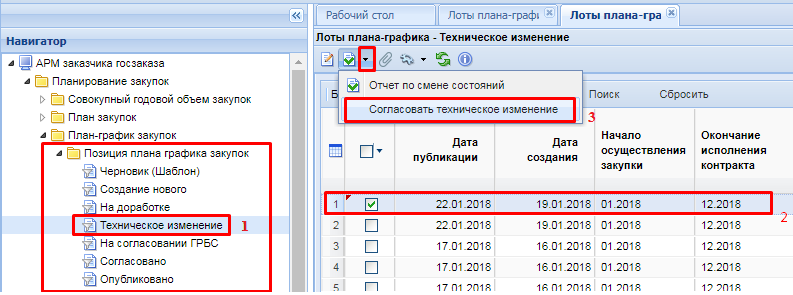 Навигатор
АРМ заказчика госзаказа
Планирование закупок
Совокупный годовой объем закупок
План закупок
План-график закупок
Позиция плана графика закупок
Черновик (Шаблон)
Создание нового
На доработке
Техническое изменение 1
На согласовании ГРБС
Согласовано
Опубликовано
Рабочий стол Лоты плана-графи Лоты плана-гра
Лоты плана-графика - Техническое изменение
Отчет по смене состояний
Согласовать техническое изменение 3
Поиск Сбросить
Дата публикации Дата создания Начало осуществления закупки Окончание исполнения контракта
1 22.01.2018 19.01.2018 01.2018 12.2018 2
2 22.01.2018 19.01.2018 01.2018 12.2018
3 17.01.2018 16.01.2018 01.2018 12.2018
4 17.01.2018 16.01.2018 01.2018 12.2018
5 17.01.2018 16.01.2018 01.2018 12.2018